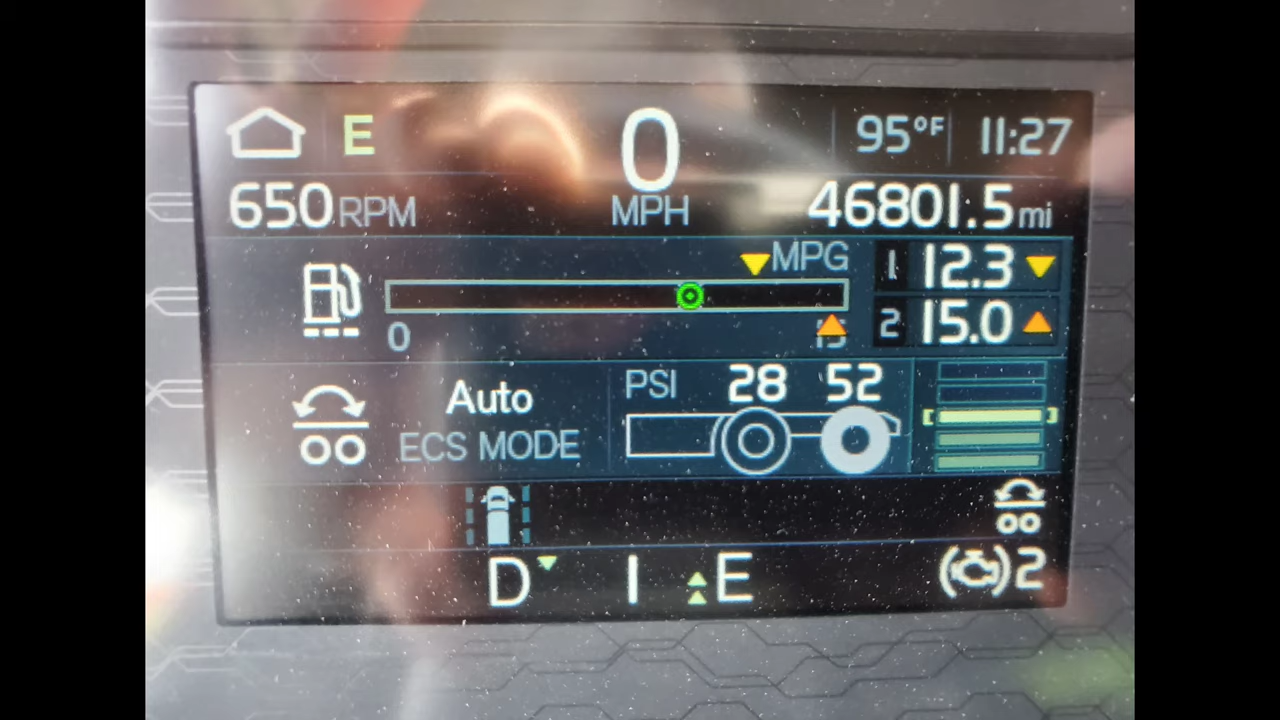 E 0 95°F 11:27
650 RPM MPH 46801.5 mi
MPG 1 12.3
0 15 2 15.0
Auto PSI 28 52
ECS MODE
D I E 2